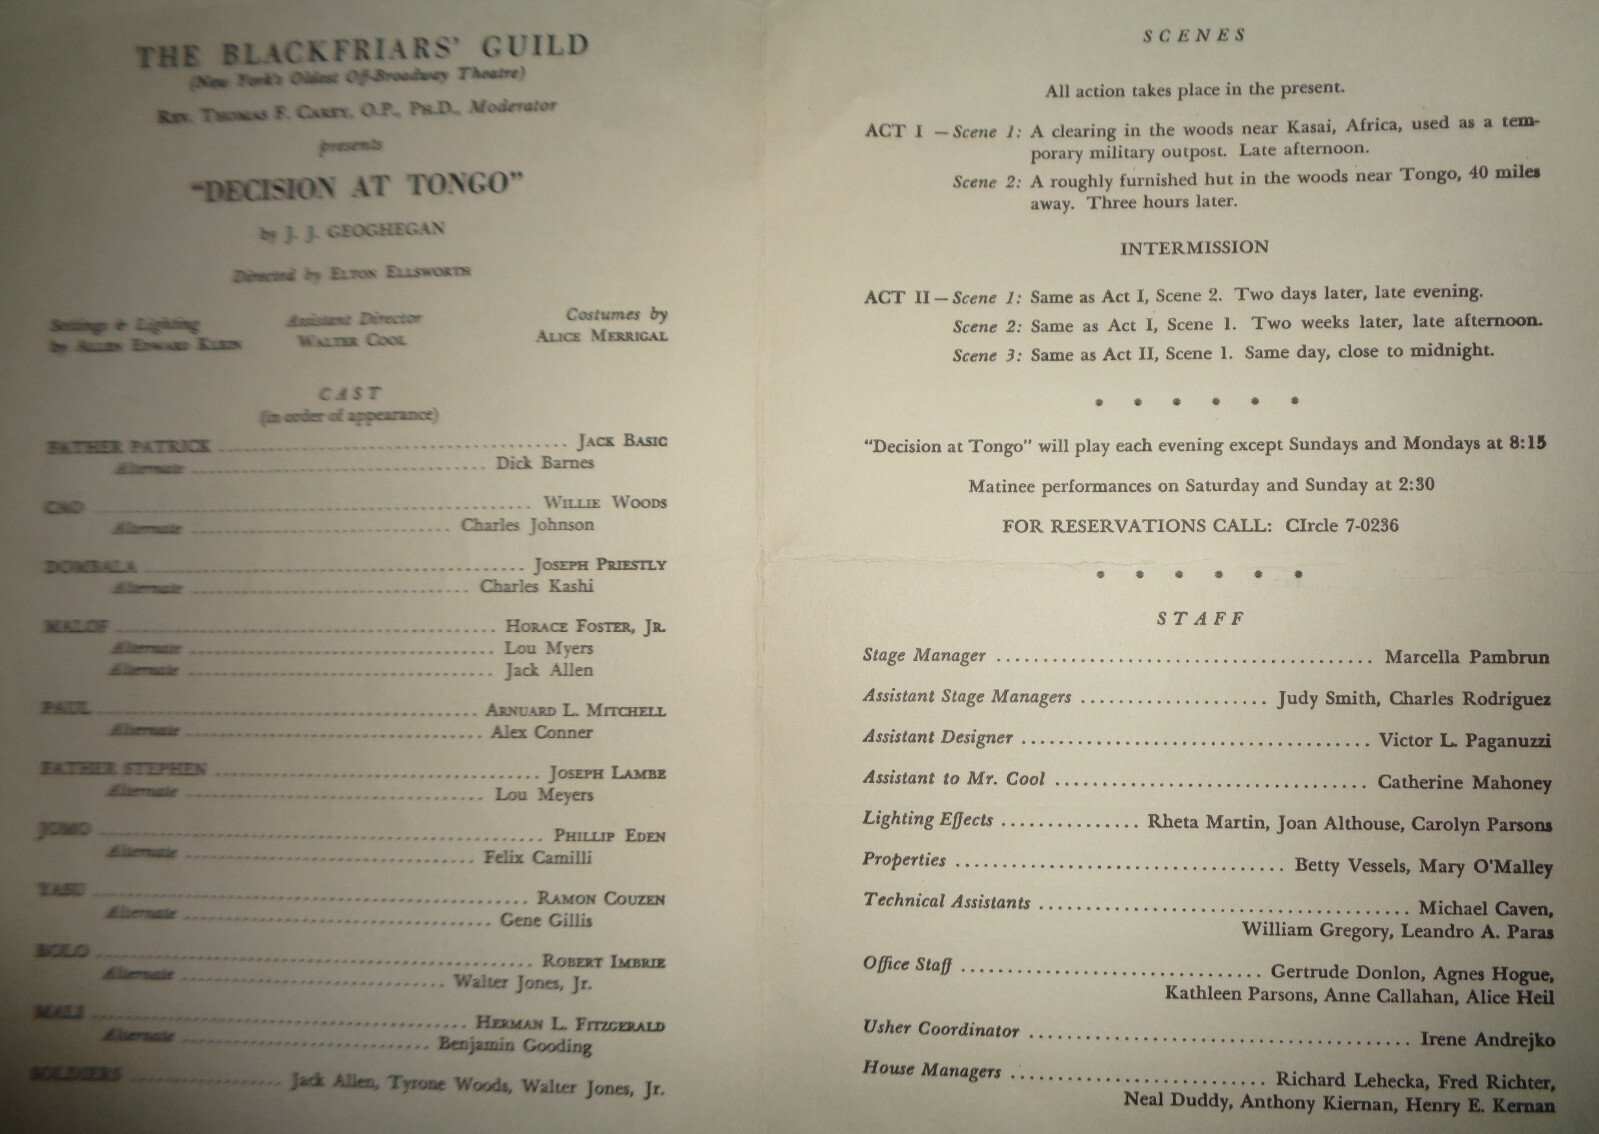 THE BLACKFRIARS' GUILD
(New York's Oldest Off-Broadway Theatre)
REV. THOMAS F. CAREY, O.P., PH.D., Moderator
presents
"DECISION AT TONGO"
by J. J. GEOGHEGAN
Directed by ELTON ELLSWORTH
Settings & Lighting
by ALLEN EDWARD KLEIN
Assistant Director
WALTER COOL
Costumes by
ALICE MERRIGAL
CAST
(in order of appearance)
FATHER PATRICK ........................................ JACK BASIC
Alternate ........................................ Dick Barnes
CAO ........................................ WILLIE WOODS
Alternate ........................................ Charles Johnson
DOMBALA ........................................ JOSEPH PRIESTLY
Alternate ........................................ Charles Kashi
MALOF ........................................ HORACE FOSTER, JR.
Alternate ........................................ Lou Myers
Alternate ........................................ Jack Allen
PAUL ........................................ ARNUARD L. MITCHELL
Alternate ........................................ Alex Conner
FATHER STEPHEN ........................................ JOSEPH LAMBE
Alternate ........................................ Lou Meyers
JOMO ........................................ PHILLIP EDEN
Alternate ........................................ Felix Camilli
YASU ........................................ RAMON COUZEN
Alternate ........................................ Gene Gillis
BOLO ........................................ ROBERT IMBRIE
Alternate ........................................ Walter Jones, Jr.
MALI ........................................ HERMAN L. FITZGERALD
Alternate ........................................ Benjamin Gooding
SOLDIERS .................... Jack Allen, Tyrone Woods, Walter Jones, Jr.
SCENES
All action takes place in the present.
ACT I — Scene 1: A clearing in the woods near Kasai, Africa, used as a tem-
porary military outpost. Late afternoon.
Scene 2: A roughly furnished hut in the woods near Tongo, 40 miles
away. Three hours later.
INTERMISSION
ACT II — Scene 1: Same as Act I, Scene 2. Two days later, late evening.
Scene 2: Same as Act I, Scene 1. Two weeks later, late afternoon.
Scene 3: Same as Act II, Scene 1. Same day, close to midnight.
"Decision at Tongo" will play each evening except Sundays and Mondays at 8:15
Matinee performances on Saturday and Sunday at 2:30
FOR RESERVATIONS CALL: CIrcle 7-0236
STAFF
Stage Manager ........................................ Marcella Pambrun
Assistant Stage Managers .................... Judy Smith, Charles Rodriguez
Assistant Designer ..................................... Victor L. Paganuzzi
Assistant to Mr. Cool ................................. Catherine Mahoney
Lighting Effects ............... Rheta Martin, Joan Althouse, Carolyn Parsons
Properties ................................... Betty Vessels, Mary O'Malley
Technical Assistants ........................................ Michael Caven,
William Gregory, Leandro A. Paras
Office Staff ................................ Gertrude Donlon, Agnes Hogue,
Kathleen Parsons, Anne Callahan, Alice Heil
Usher Coordinator ........................................ Irene Andrejko
House Managers ........................... Richard Lehecka, Fred Richter,
Neal Duddy, Anthony Kiernan, Henry E. Kernan